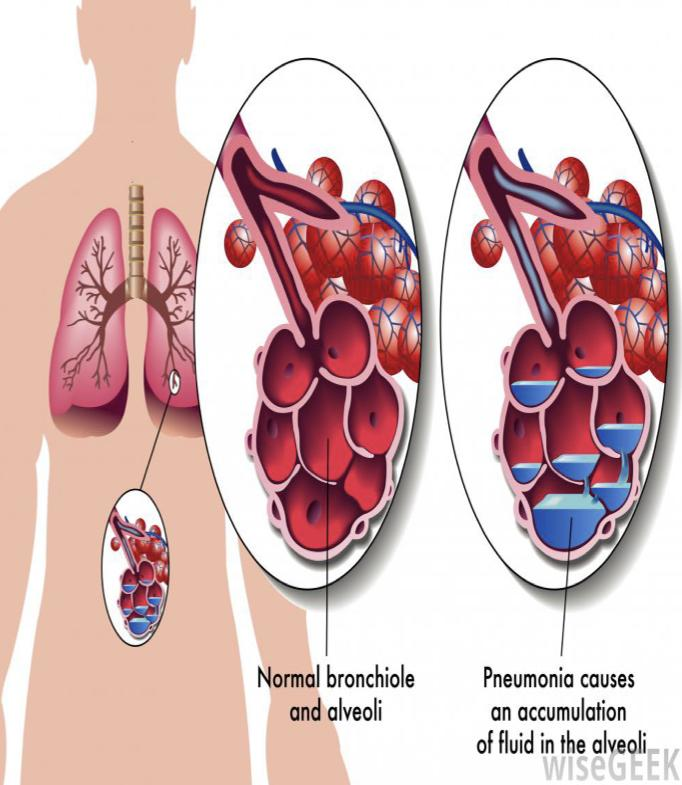 Normal bronchiole
and alveoli
Pneumonia causes
an accumulation
of fluid in the alveoli
wiseGEEK